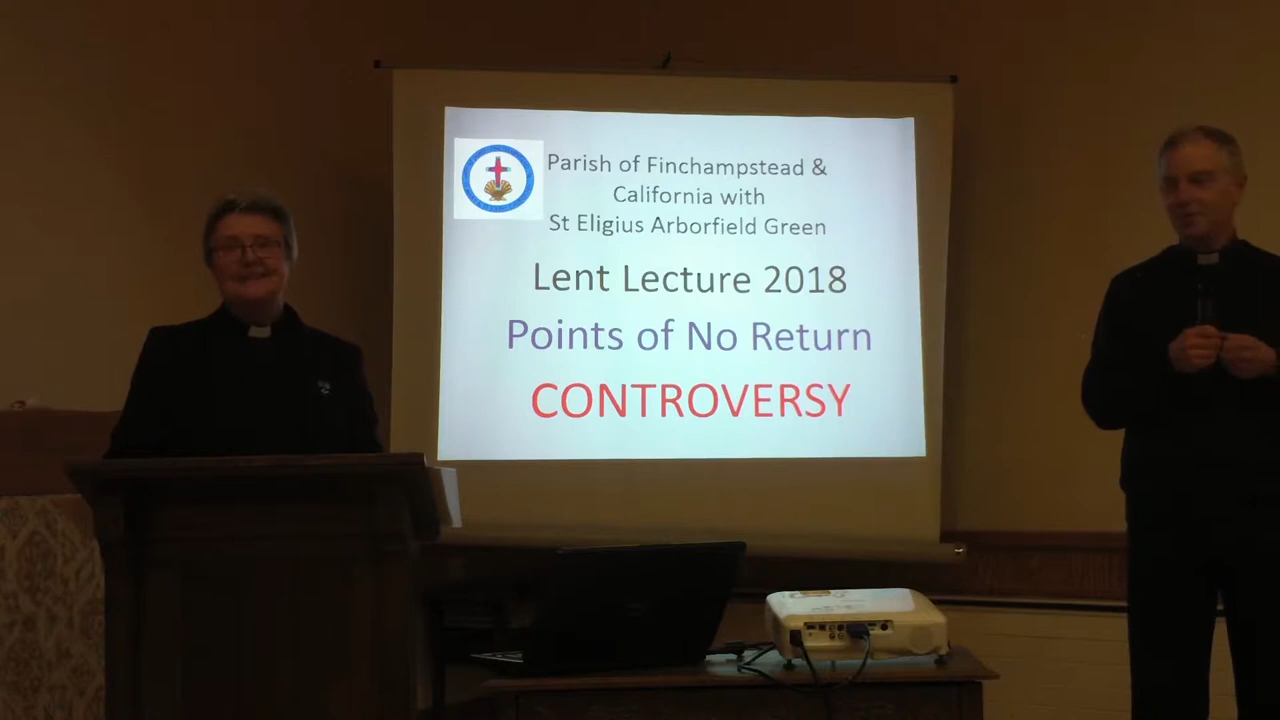 Parish of Finchampstead &
California with
St Eligius Arborfield Green
Lent Lecture 2018
Points of No Return
CONTROVERSY